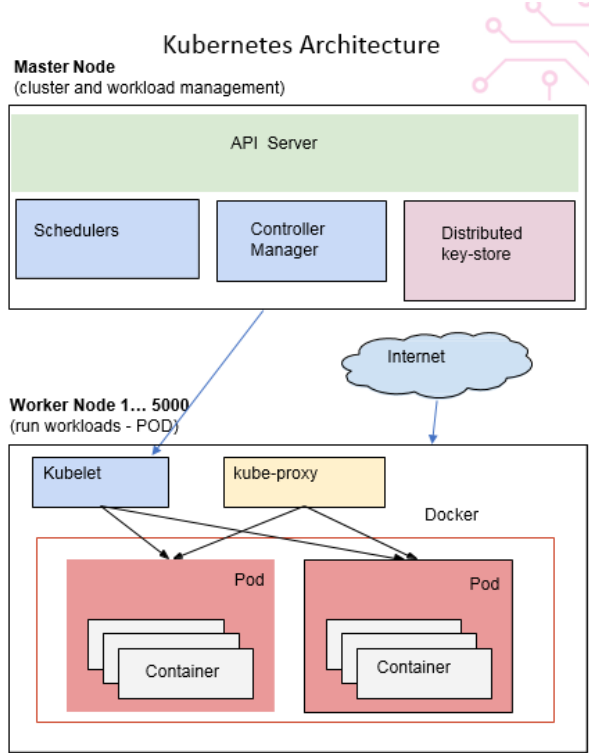 Kubernetes Architecture
Master Node
(cluster and workload management)
API Server
Schedulers
Controller
Manager
Distributed
key-store
Internet
Worker Node 1... 5000
(run workloads - POD)
Kubelet
kube-proxy
Docker
Pod
Container
Pod
Container